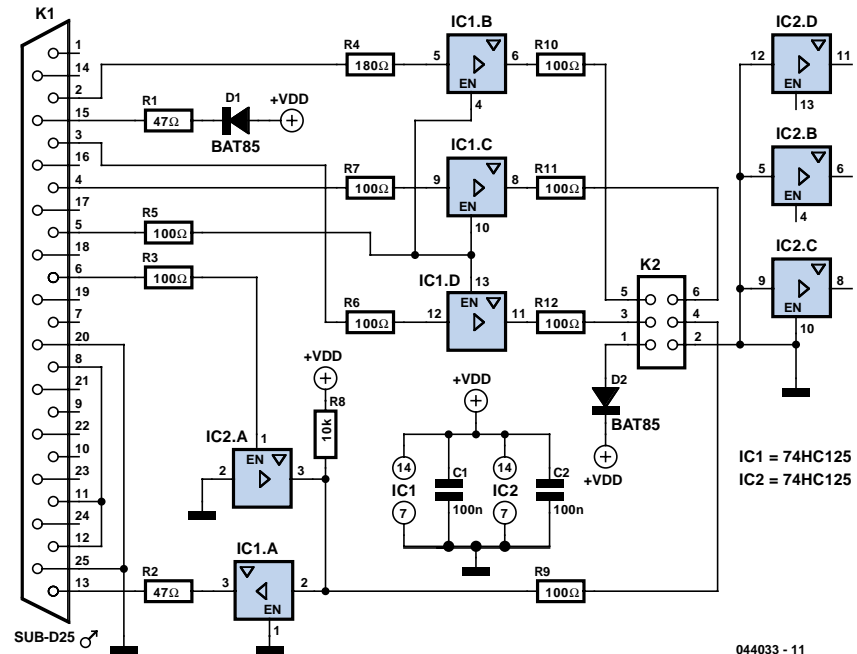 K1
1
14
2
15
3
16
4
17
5
18
6
19
7
20
8
21
9
22
10
23
11
24
12
25
13
SUB-D25
R1
47Ω
D1
BAT85
+VDD
R4
180Ω
IC1.B
5
6
EN
4
R10
100Ω
R7
100Ω
IC1.C
9
8
EN
10
R11
100Ω
R5
100Ω
R3
100Ω
R6
100Ω
IC1.D
13
EN
12
11
R12
100Ω
K2
5
6
3
4
1
2
D2
BAT85
+VDD
IC2.D
12
11
EN
13
IC2.B
5
6
EN
4
IC2.C
9
8
EN
10
+VDD
R8
10k
IC2.A
1
EN
2
3
+VDD
14
IC1
7
C1
100n
14
IC2
7
C2
100n
IC1 = 74HC125
IC2 = 74HC125
R2
47Ω
IC1.A
3
2
EN
1
R9
100Ω
044033 - 11